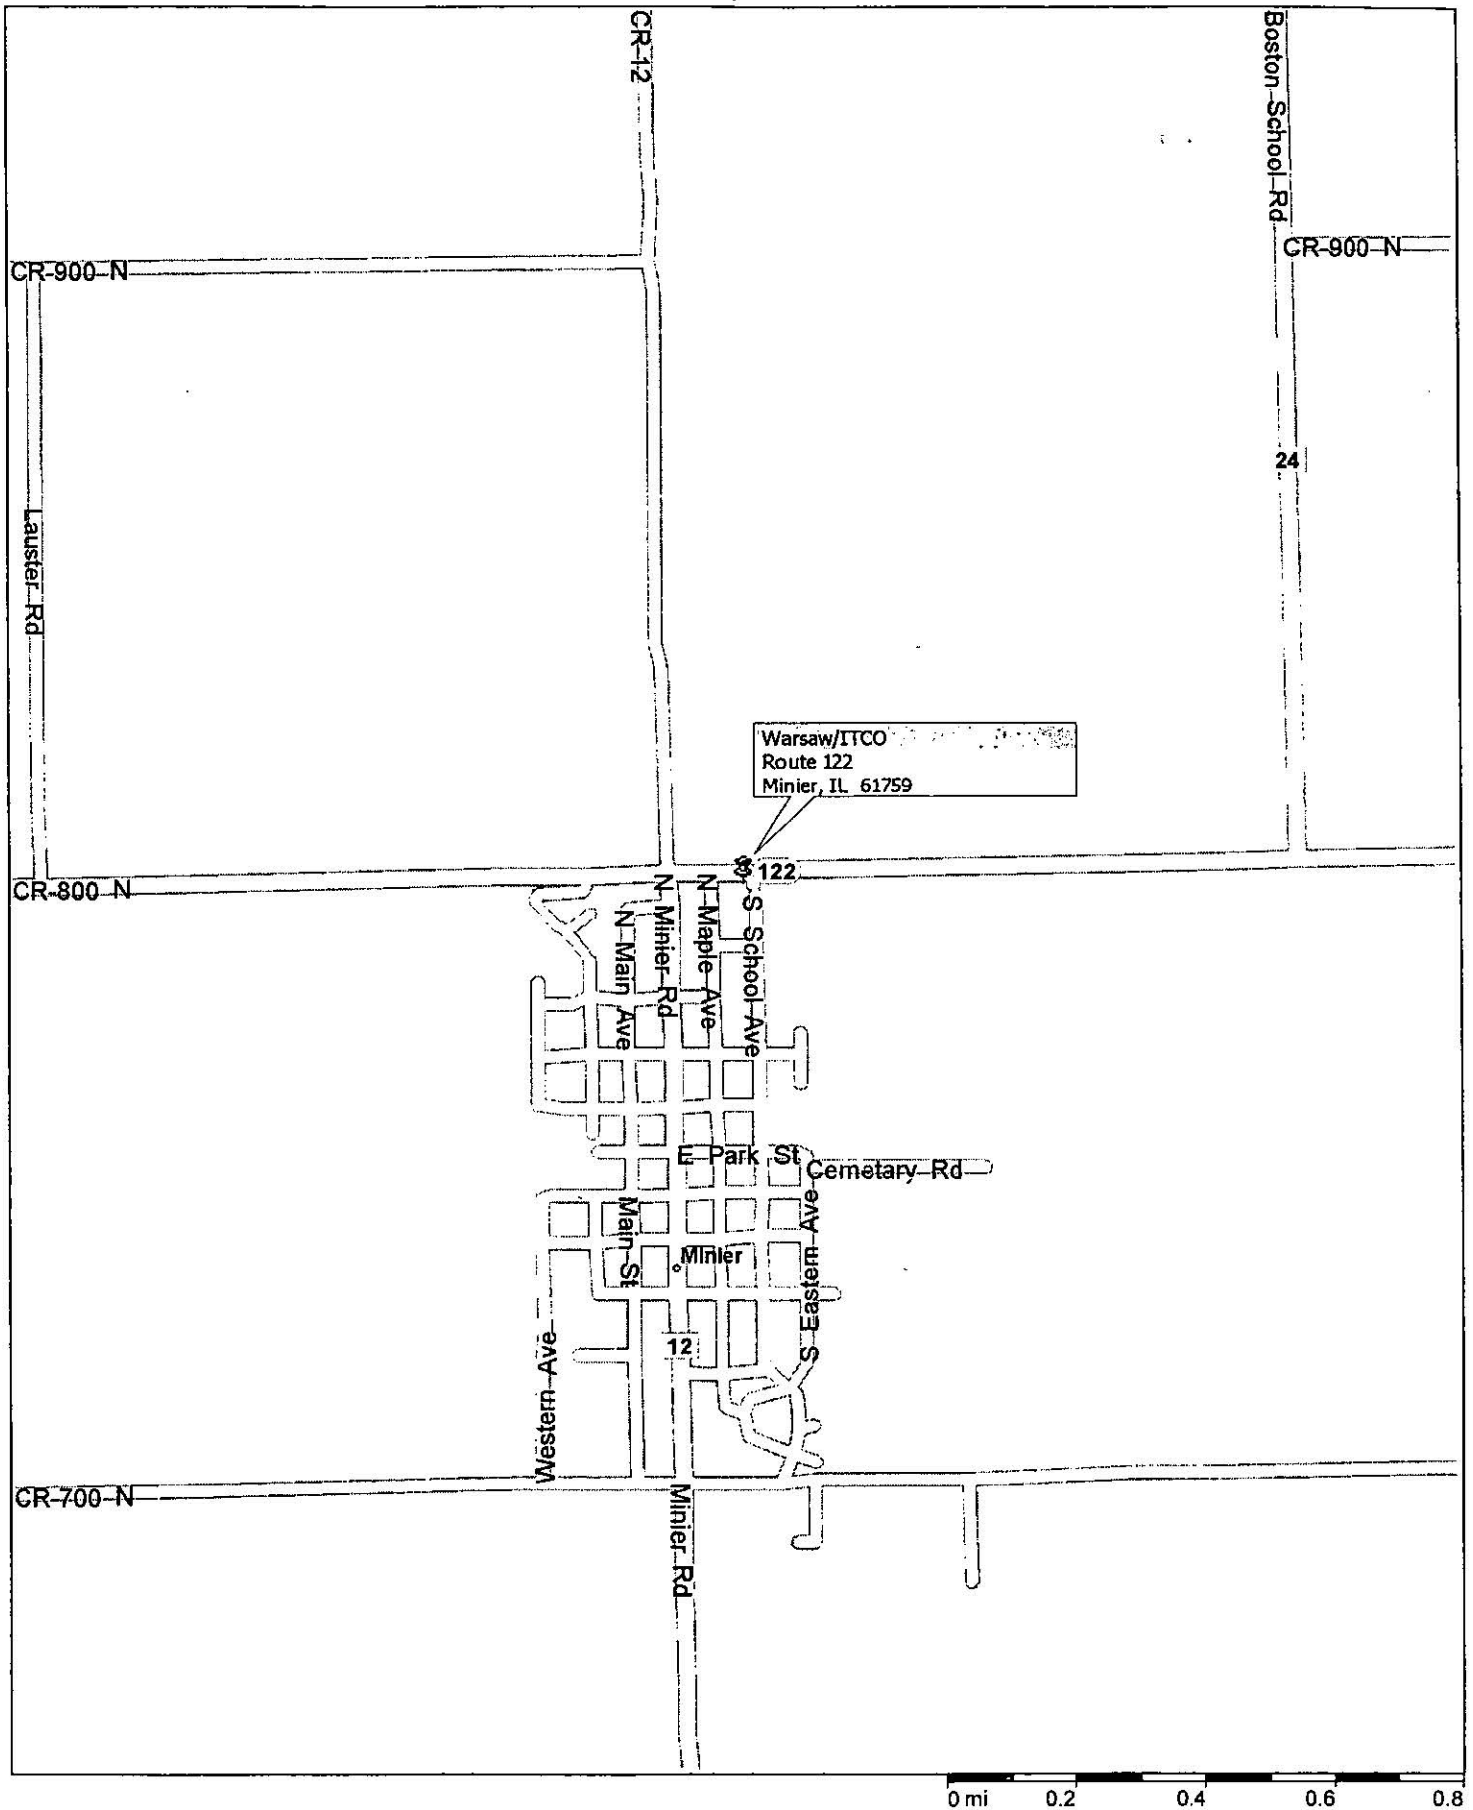 CR-12
Boston School Rd
CR-900 N
CR-900 N
24
Lauster Rd
Warsaw/ITCO
Route 122
Minier, IL 61759
122
CR-800 N
N Main Ave
N Minier Rd
N Maple Ave
S School Ave
E Park St
Cemetary Rd
Main St
Minier
S Eastern Ave
12
Western Ave
CR-700 N
Minier Rd
0 mi 0.2 0.4 0.6 0.8